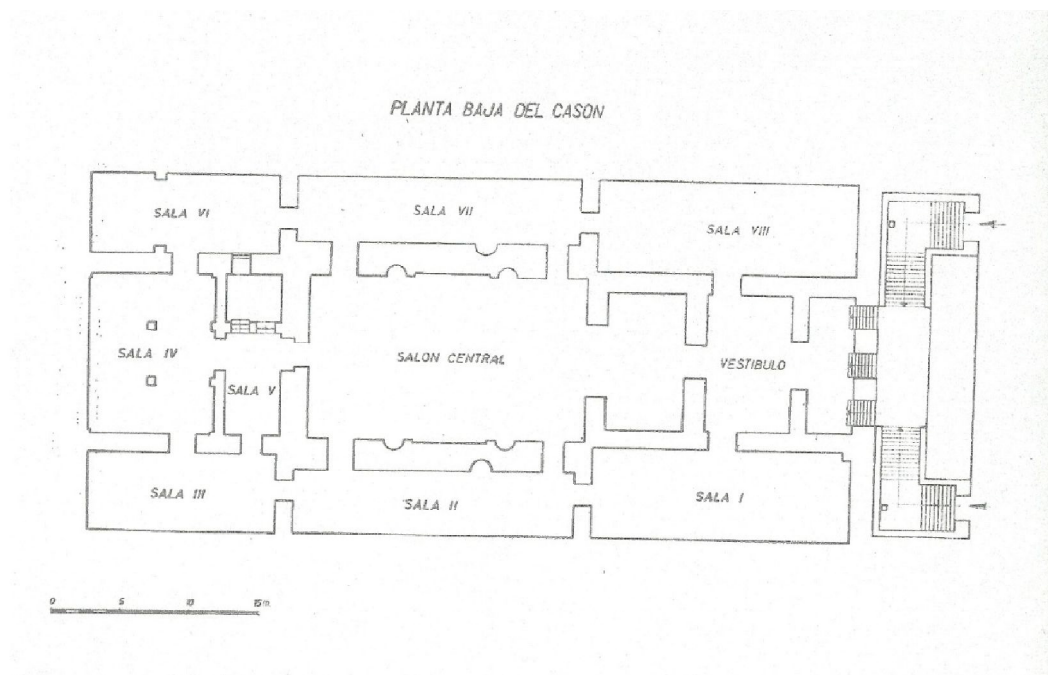 PLANTA BAJA DEL CASON
SALA VI
SALA VII
SALA VIII
SALA IV
SALON CENTRAL
VESTIBULO
SALA V
SALA III
SALA II
SALA I
0 5 10 15m